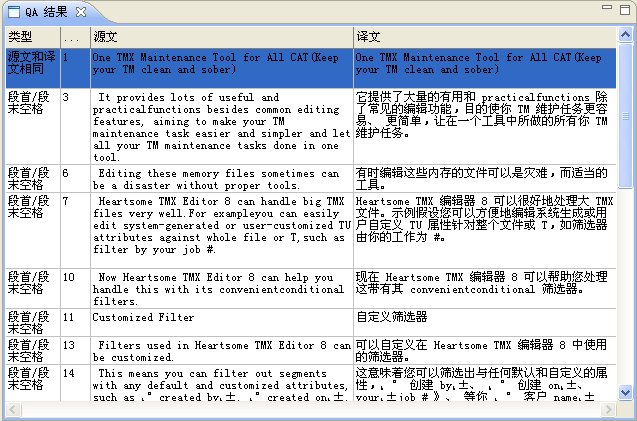 QA 结果
类型 ... 源文 译文
源文和译文相同 1 One TMX Maintenance Tool for All CAT(Keep your TM clean and sober) One TMX Maintenance Tool for All CAT(Keep your TM clean and sober)
段首/段末空格 3 It provides lots of useful and practicalfunctions besides common editing features, aiming to make your TM maintenance task easier and simpler and let all your TM maintenance tasks done in one tool. 它提供了大量的有用和 practicalfunctions 除了常见的编辑功能，目的使你 TM 维护任务更容易、 更简单，让在一个工具中所做的所有你 TM 维护任务。
段首/段末空格 6 Editing these memory files sometimes can be a disaster without proper tools. 有时编辑这些内存的文件可以是灾难，而适当的工具。
段首/段末空格 7 Heartsome TMX Editor 8 can handle big TMX files very well.For exampleyou can easily edit system-generated or user-customized TU attributes against whole file or T,such as filter by your job #. Heartsome TMX 编辑器 8 可以很好地处理大 TMX 文件。示例假设您可以方便地编辑系统生成或用户自定义 TU 属性针对整个文件或 T，如筛选器由你的工作为 #。
段首/段末空格 10 Now Heartsome TMX Editor 8 can help you handle this with its convenientconditional filters. 现在 Heartsome TMX 编辑器 8 可以帮助您处理这带有其 convenientconditional 筛选器。
段首/段末空格 11 Customized Filter 自定义筛选器
段首/段末空格 13 Filters used in Heartsome TMX Editor 8 can be customized. 可以自定义在 Heartsome TMX 编辑器 8 中使用的筛选器。
段首/段末空格 14 This means you can filter out segments with any default and customized attributes, such as ¡°created by¡±, ¡°created on¡±, 这意味着您可以筛选出与任何默认和自定义的属性，¡° 创建 by¡±、 ¡° 创建 on¡±、 your¡±job #》、 等你 ¡° 客户 name¡±